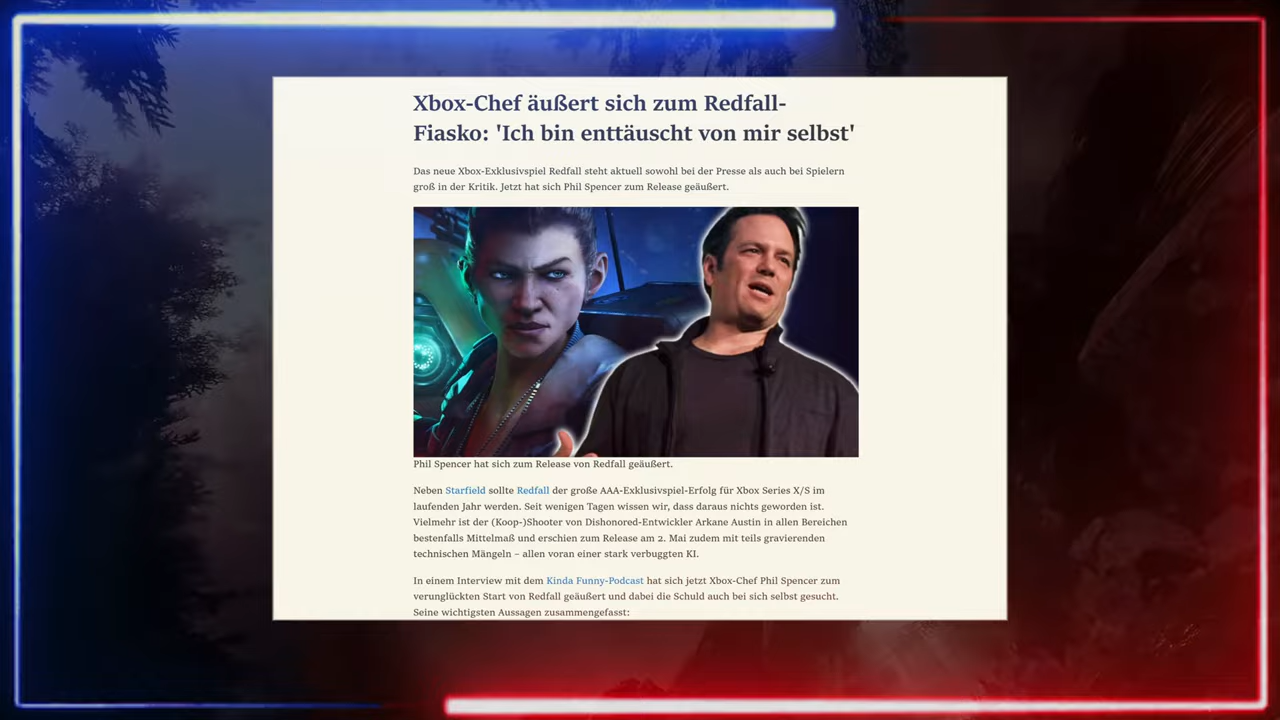 Xbox-Chef äußert sich zum Redfall-
Fiasko: 'Ich bin enttäuscht von mir selbst'
Das neue Xbox-Exklusivspiel Redfall steht aktuell sowohl bei der Presse als auch bei Spielern
groß in der Kritik. Jetzt hat sich Phil Spencer zum Release geäußert.
Phil Spencer hat sich zum Release von Redfall geäußert.
Neben Starfield sollte Redfall der große AAA-Exklusivspiel-Erfolg für Xbox Series X/S im
laufenden Jahr werden. Seit wenigen Tagen wissen wir, dass daraus nichts geworden ist.
Vielmehr ist der (Koop-)Shooter von Dishonored-Entwickler Arkane Austin in allen Bereichen
bestenfalls Mittelmaß und erschien zum Release am 2. Mai zudem mit teils gravierenden
technischen Mängeln – allen voran einer stark verbuggten KI.
In einem Interview mit dem Kinda Funny-Podcast hat sich jetzt Xbox-Chef Phil Spencer zum
verunglückten Start von Redfall geäußert und dabei die Schuld auch bei sich selbst gesucht.
Seine wichtigsten Aussagen zusammengefasst: